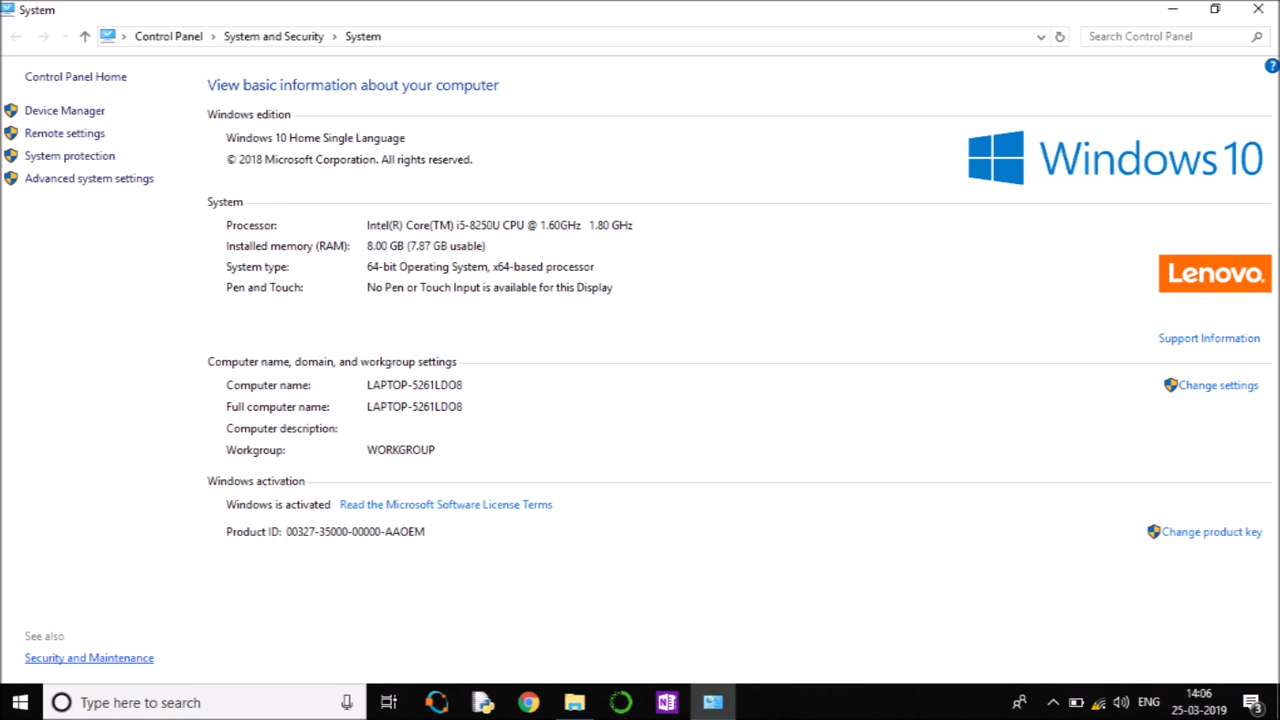 System
Control Panel > System and Security > System
Search Control Panel
Control Panel Home
Device Manager
Remote settings
System protection
Advanced system settings
View basic information about your computer
Windows edition
Windows 10 Home Single Language
© 2018 Microsoft Corporation. All rights reserved.
Windows 10
System
Processor: Intel(R) Core(TM) i5-8250U CPU @ 1.60GHz 1.80 GHz
Installed memory (RAM): 8.00 GB (7.87 GB usable)
System type: 64-bit Operating System, x64-based processor
Pen and Touch: No Pen or Touch Input is available for this Display
Lenovo.
Support Information
Computer name, domain, and workgroup settings
Computer name: LAPTOP-5261LDO8
Full computer name: LAPTOP-5261LDO8
Computer description:
Workgroup: WORKGROUP
Change settings
Windows activation
Windows is activated Read the Microsoft Software License Terms
Product ID: 00327-35000-00000-AAOEM
Change product key
See also
Security and Maintenance
Type here to search
N
ENG
14:06
25-03-2019
3